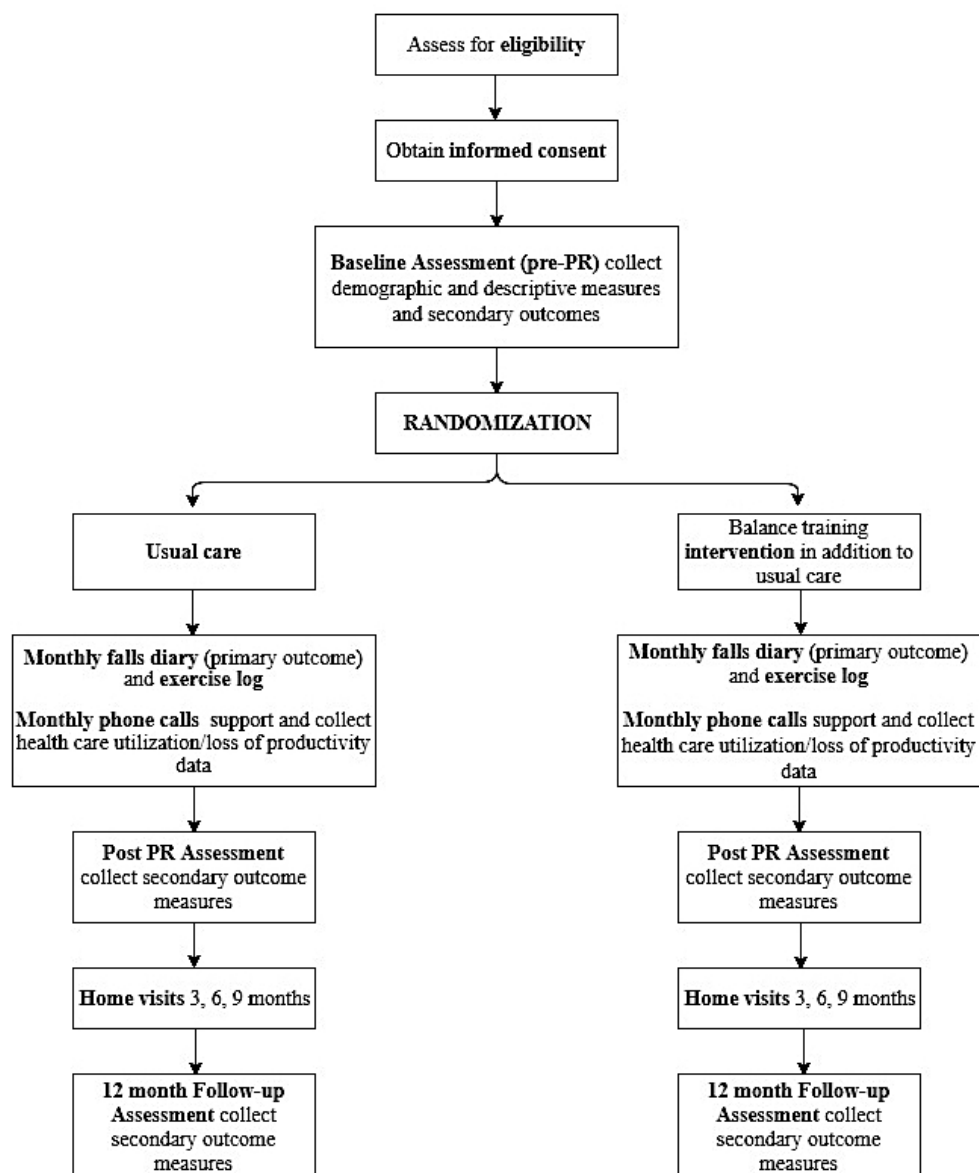 Assess for eligibility
Obtain informed consent
Baseline Assessment (pre-PR) collect
demographic and descriptive measures
and secondary outcomes
RANDOMIZATION
Usual care
Balance training
intervention in addition to
usual care
Monthly falls diary (primary outcome)
and exercise log
Monthly phone calls support and collect
health care utilization/loss of productivity
data
Monthly falls diary (primary outcome)
and exercise log
Monthly phone calls support and collect
health care utilization/loss of productivity
data
Post PR Assessment
collect secondary outcome
measures
Post PR Assessment
collect secondary outcome
measures
Home visits 3, 6, 9 months
Home visits 3, 6, 9 months
12 month Follow-up
Assessment collect
secondary outcome
measures
12 month Follow-up
Assessment collect
secondary outcome
measures